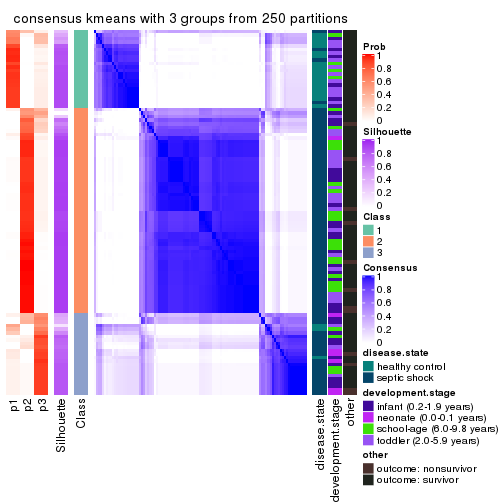 consensus kmeans with 3 groups from 250 partitions
Prob
1
0.8
0.6
0.4
0.2
0
Silhouette
1
0.8
0.6
0.4
0.2
0
Class
1
2
3
Consensus
1
0.8
0.6
0.4
0.2
0
disease.state
healthy control
septic shock
development.stage
infant (0.2-1.9 years)
neonate (0.0-0.1 years)
school-age (6.0-9.8 years)
toddler (2.0-5.9 years)
other
outcome: nonsurvivor
outcome: survivor
p1
p2
p3
Silhouette
Class
disease.state
development.stage
other